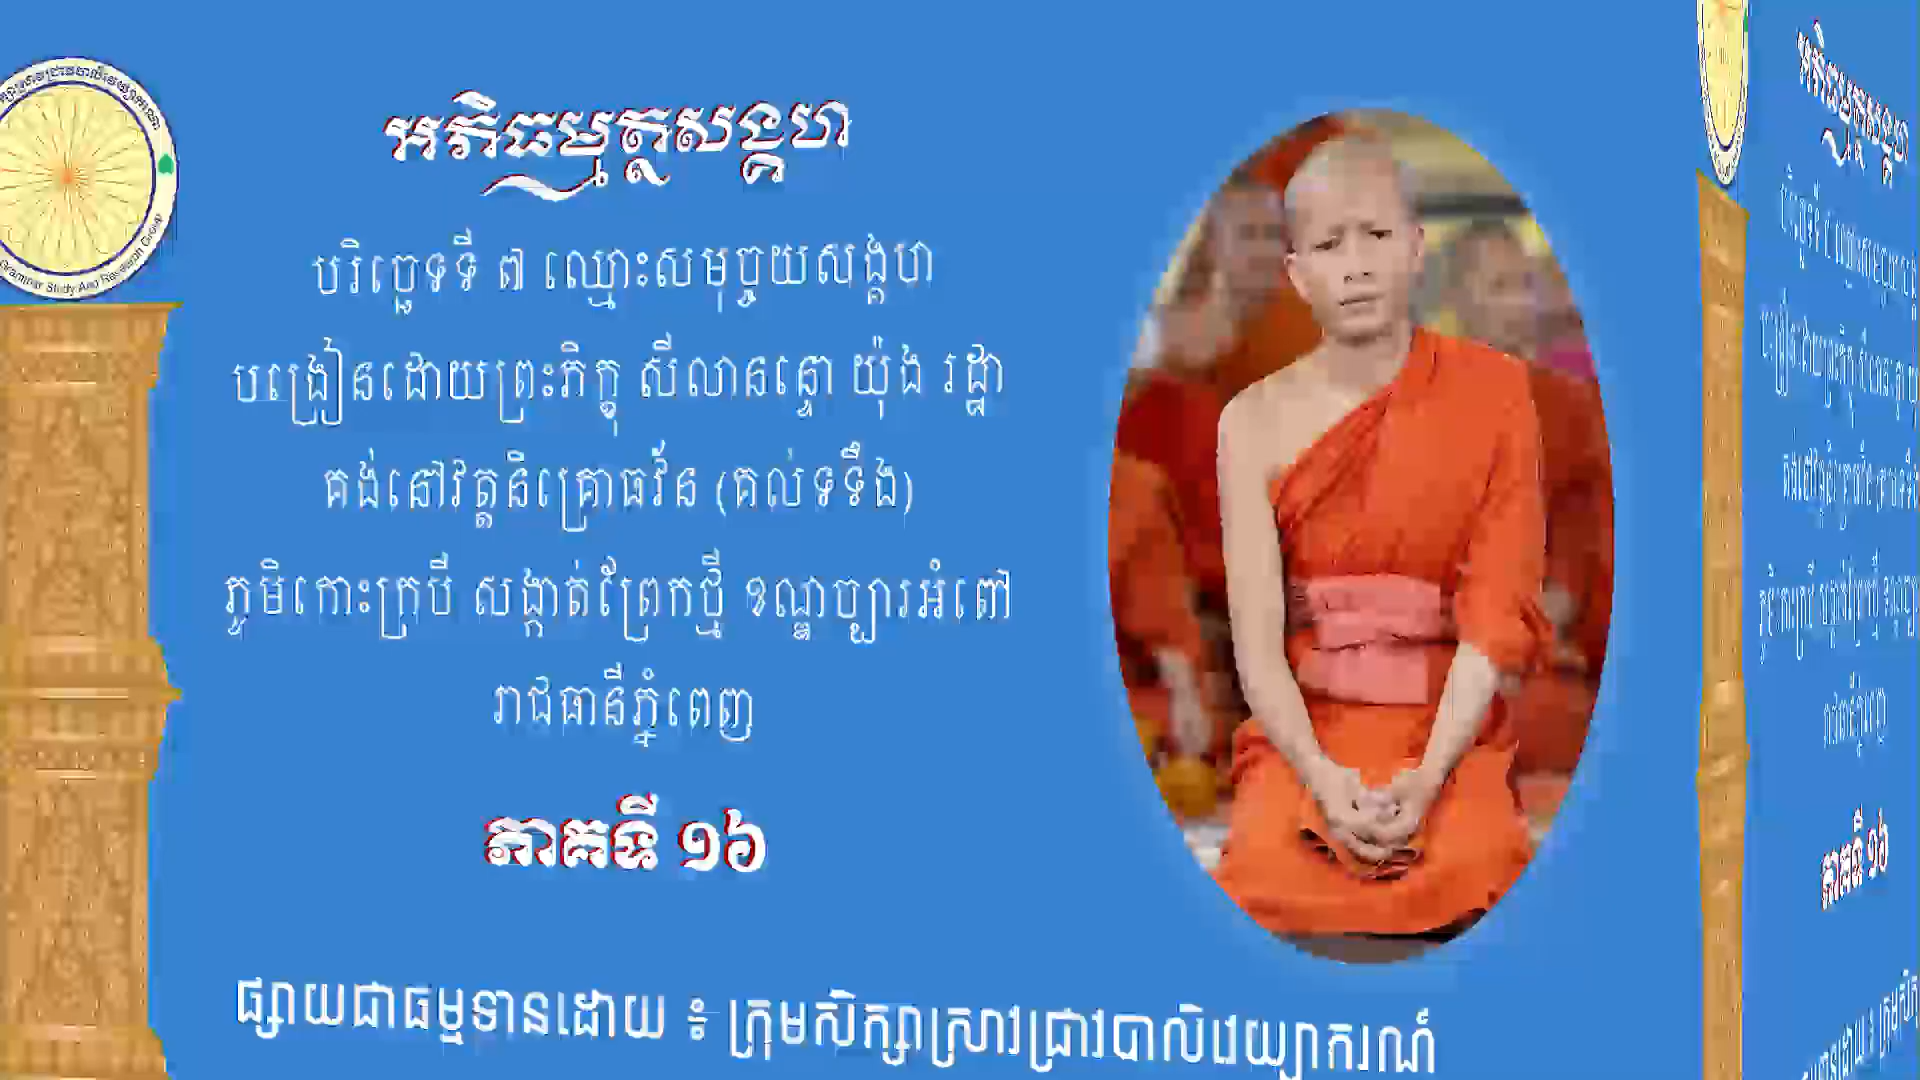 អភិធម្មត្ថសង្គហ
បរិច្ឆេទទី ៧ ឈ្មោះសមុច្ចយសង្គហ
បង្រៀនដោយព្រះភិក្ខុ សីលានន្ទោ យ៉ុង រដ្ឋា
គង់នៅវត្តនិគ្រោធវ័ន (គល់ទទឹង)
ភូមិកោះក្របី សង្កាត់ព្រែកថ្មី ខណ្ឌច្បារអំពៅ
រាជធានីភ្នំពេញ
ភាគទី ១៦
ផ្សាយជាធម្មទានដោយ ៖ ក្រុមសិក្សាស្រាវជ្រាវបាលិវេយ្យាករណ៍
Grammar Study And Research Group